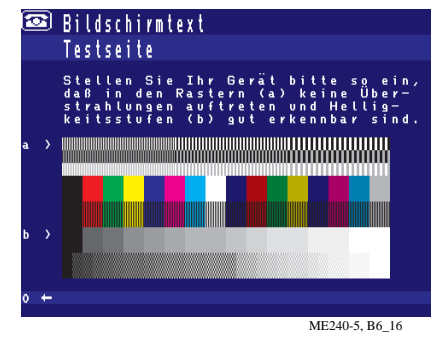 Bildschirmtext
Testseite
Stellen Sie Ihr Gerät bitte so ein,
daß in den Rastern (a) keine Über-
strahlungen auftreten und Hellig-
keitsstufen (b) gut erkennbar sind.
a >
b >
0 ←
ME240-5, B6_16